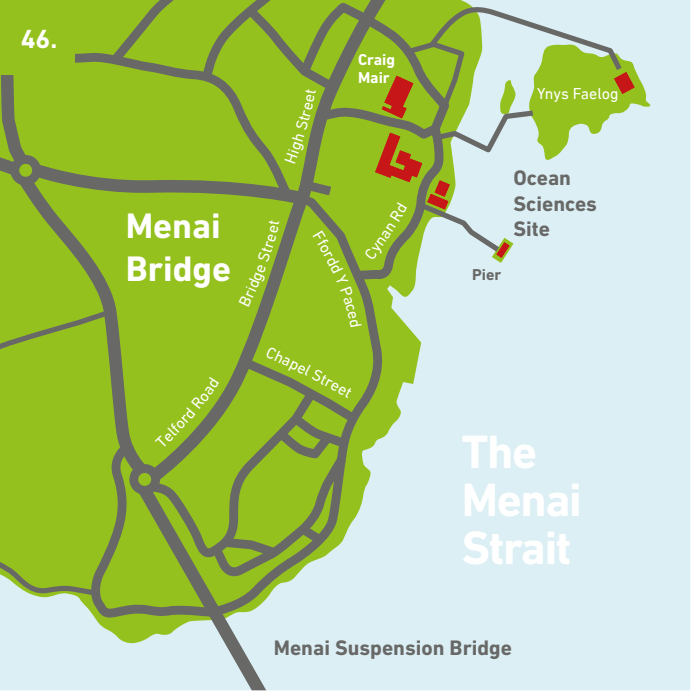 46.
Craig
Mair
Ynys Faelog
High Street
Ocean
Sciences
Site
Menai
Bridge
Cynan Rd
Bridge Street
Ffordd Y Paced
Pier
Chapel Street
Telford Road
The
Menai
Strait
Menai Suspension Bridge